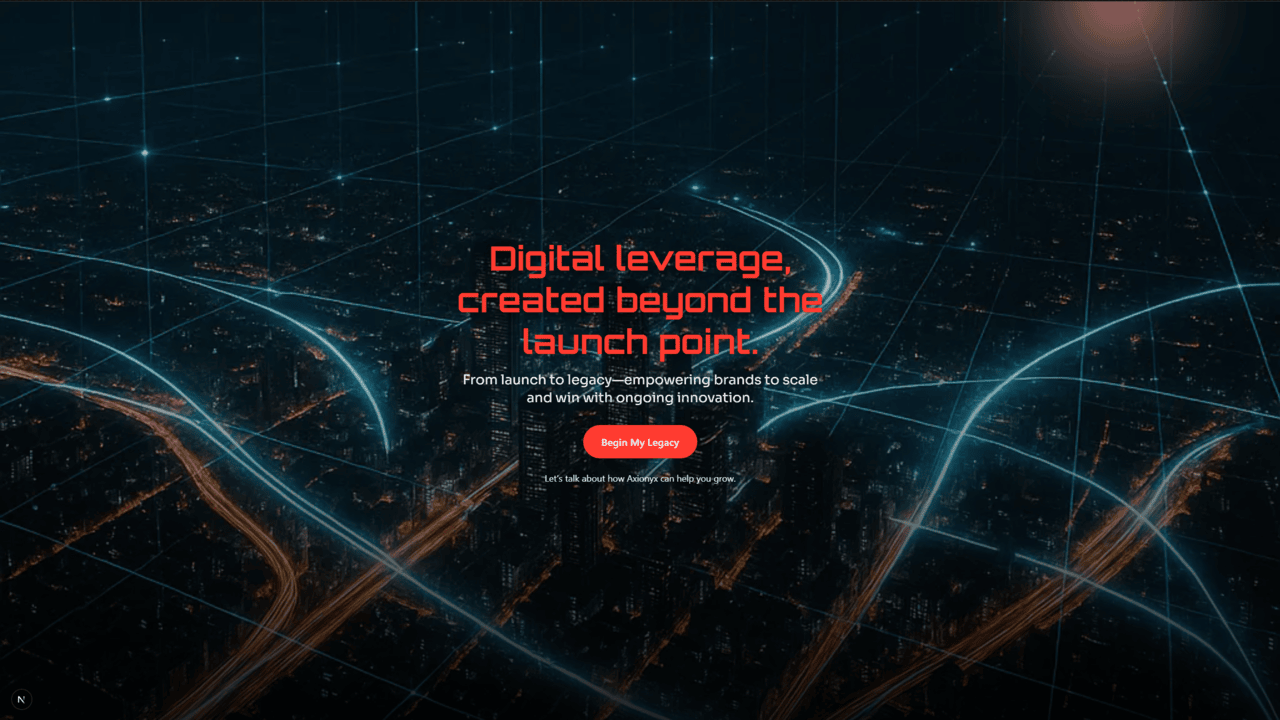 Digital leverage,
created beyond the
launch point.
From launch to legacy—empowering brands to scale
and win with ongoing innovation.
Begin My Legacy
Let's talk about how Axionyx can help you grow.
N